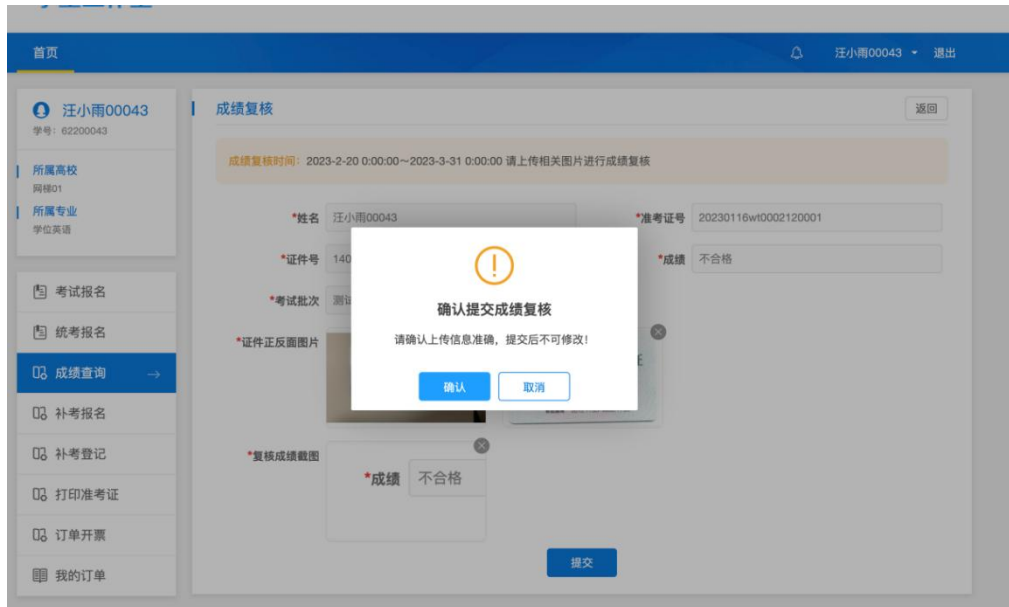 首页
汪小雨00043 退出
汪小雨00043
学号: 62200043
所属高校
网梯01
所属专业
学位英语
考试报名
统考报名
成绩查询 →
补考报名
补考登记
打印准考证
订单开票
我的订单
成绩复核
返回
成绩复核时间: 2023-2-20 0:00:00~2023-3-31 0:00:00 请上传相关图片进行成绩复核
*姓名 汪小雨00043
*准考证号 20230116wt0002120001
*证件号 140
*成绩 不合格
*考试批次 测试
*证件正反面图片
*复核成绩截图
*成绩 不合格
提交
确认提交成绩复核
请确认上传信息准确, 提交后不可修改!
确认
取消